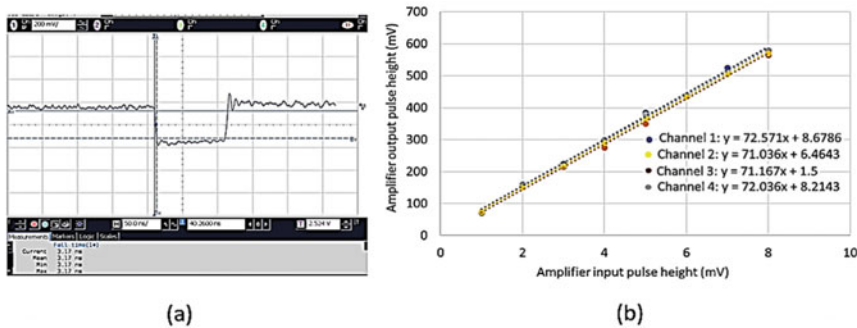 200 mV/
50.0 ns/
40.2600 ns
2.524 V
Measurements Markers Logic Scales
Fall time(1)
Current 3.17 ns
Mean 3.17 ns
Min 3.17 ns
Max 3.17 ns
(a)
(b)
Amplifier output pulse height (mV)
700
600
500
400
300
200
100
0
Channel 1: y = 72.571x + 8.6786
Channel 2: y = 71.036x + 6.4643
Channel 3: y = 71.167x + 1.5
Channel 4: y = 72.036x + 8.2143
0 2 4 6 8 10
Amplifier input pulse height (mV)